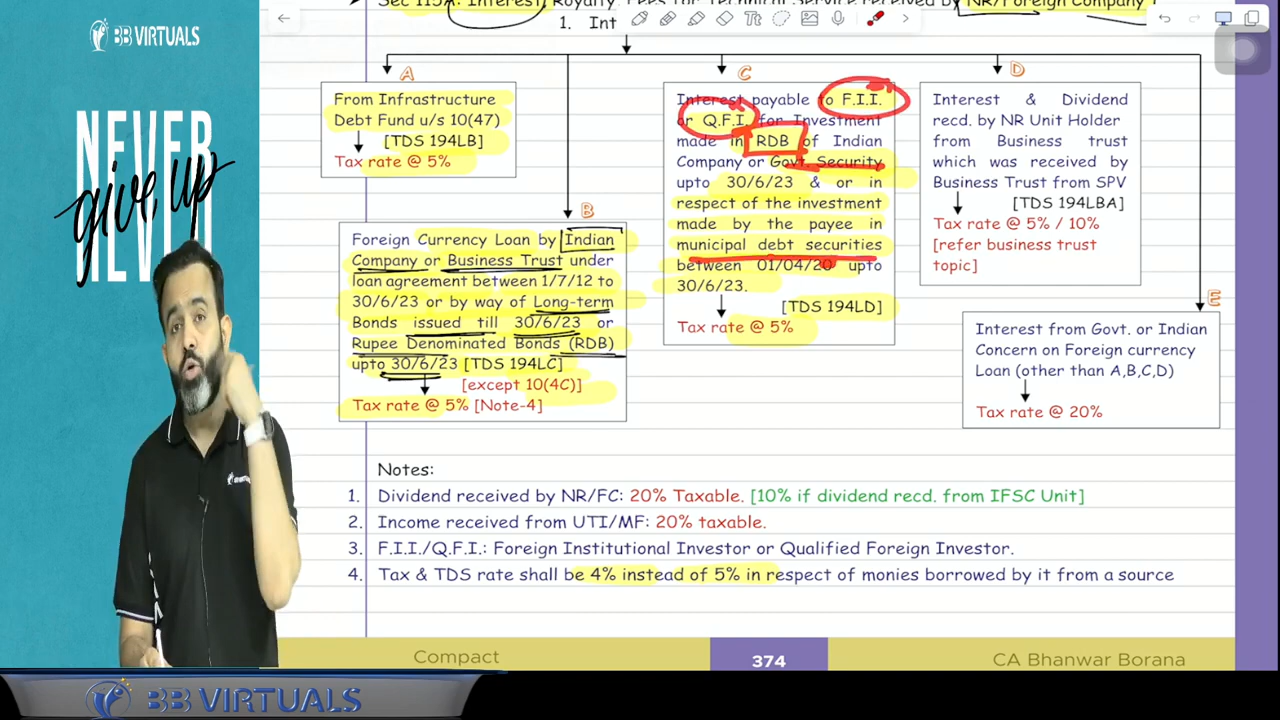 BB VIRTUALS
NEVER
give up
NEVER
Sec 115A: Interest, Royalty, Fees for Technical Service received by NR/Foreign Company
1. Int
A
From Infrastructure
Debt Fund u/s 10(47)
[TDS 194LB]
Tax rate @ 5%
B
Foreign Currency Loan by Indian
Company or Business Trust under
loan agreement between 1/7/12 to
30/6/23 or by way of Long-term
Bonds issued till 30/6/23 or
Rupee Denominated Bonds (RDB)
upto 30/6/23 [TDS 194LC]
[except 10(4C)]
Tax rate @ 5% [Note-4]
C
Interest payable to F.I.I.
or Q.F.I. for Investment
made in RDB of Indian
Company or Govt. Security
upto 30/6/23 & or in
respect of the investment
made by the payee in
municipal debt securities
between 01/04/20 upto
30/6/23.
[TDS 194LD]
Tax rate @ 5%
D
Interest & Dividend
recd. by NR Unit Holder
from Business trust
which was received by
Business Trust from SPV
[TDS 194LBA]
Tax rate @ 5% / 10%
[refer business trust
topic]
E
Interest from Govt. or Indian
Concern on Foreign currency
Loan (other than A,B,C,D)
Tax rate @ 20%
Notes:
1. Dividend received by NR/FC: 20% Taxable. [10% if dividend recd. from IFSC Unit]
2. Income received from UTI/MF: 20% taxable.
3. F.I.I./Q.F.I.: Foreign Institutional Investor or Qualified Foreign Investor.
4. Tax & TDS rate shall be 4% instead of 5% in respect of monies borrowed by it from a source
Compact
374
CA Bhanwar Borana
BB VIRTUALS